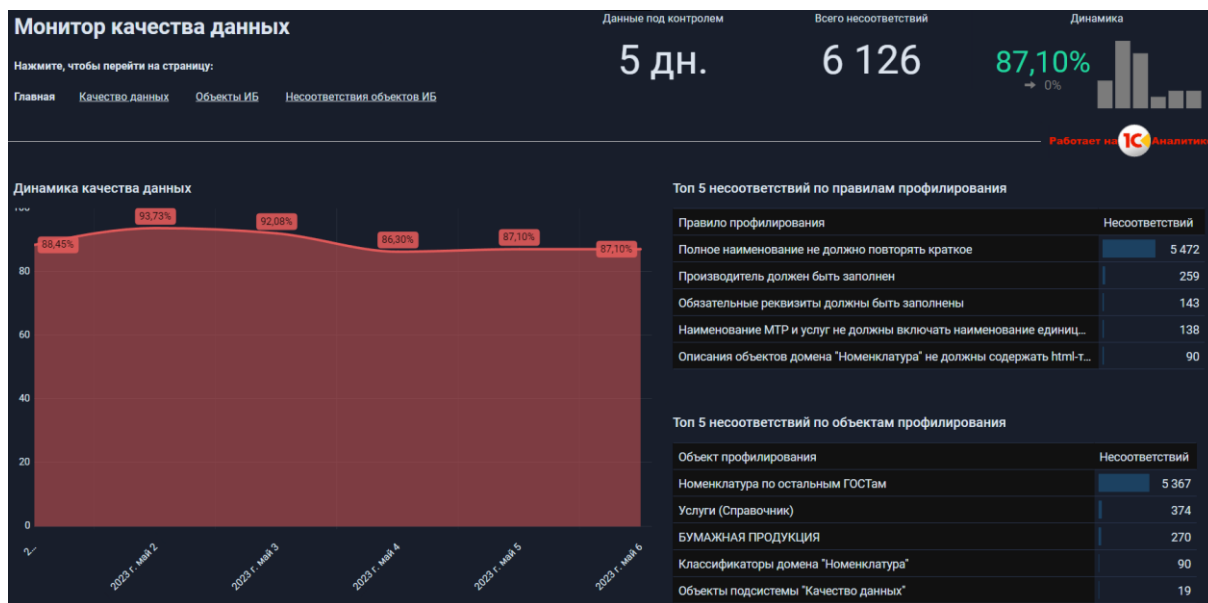 Монитор качества данных
Нажмите, чтобы перейти на страницу:
Главная Качество данных Объекты ИБ Несоответствия объектов ИБ
Данные под контролем
5 дн.
Всего несоответствий
6 126
Динамика
87,10%
→ 0%
Работает на 1С Аналитик
Динамика качества данных
100
80
60
40
20
0
88,45%
93,73%
92,08%
86,30%
87,10%
87,10%
2...
2023 г. май 2
2023 г. май 3
2023 г. май 4
2023 г. май 5
2023 г. май 6
Топ 5 несоответствий по правилам профилирования
Правило профилирования Несоответствий
Полное наименование не должно повторять краткое 5 472
Производитель должен быть заполнен 259
Обязательные реквизиты должны быть заполнены 143
Наименование МТР и услуг не должны включать наименование единиц... 138
Описания объектов домена "Номенклатура" не должны содержать html-т... 90
Топ 5 несоответствий по объектам профилирования
Объект профилирования Несоответствий
Номенклатура по остальным ГОСТам 5 367
Услуги (Справочник) 374
БУМАЖНАЯ ПРОДУКЦИЯ 270
Классификаторы домена "Номенклатура" 90
Объекты подсистемы "Качество данных" 19